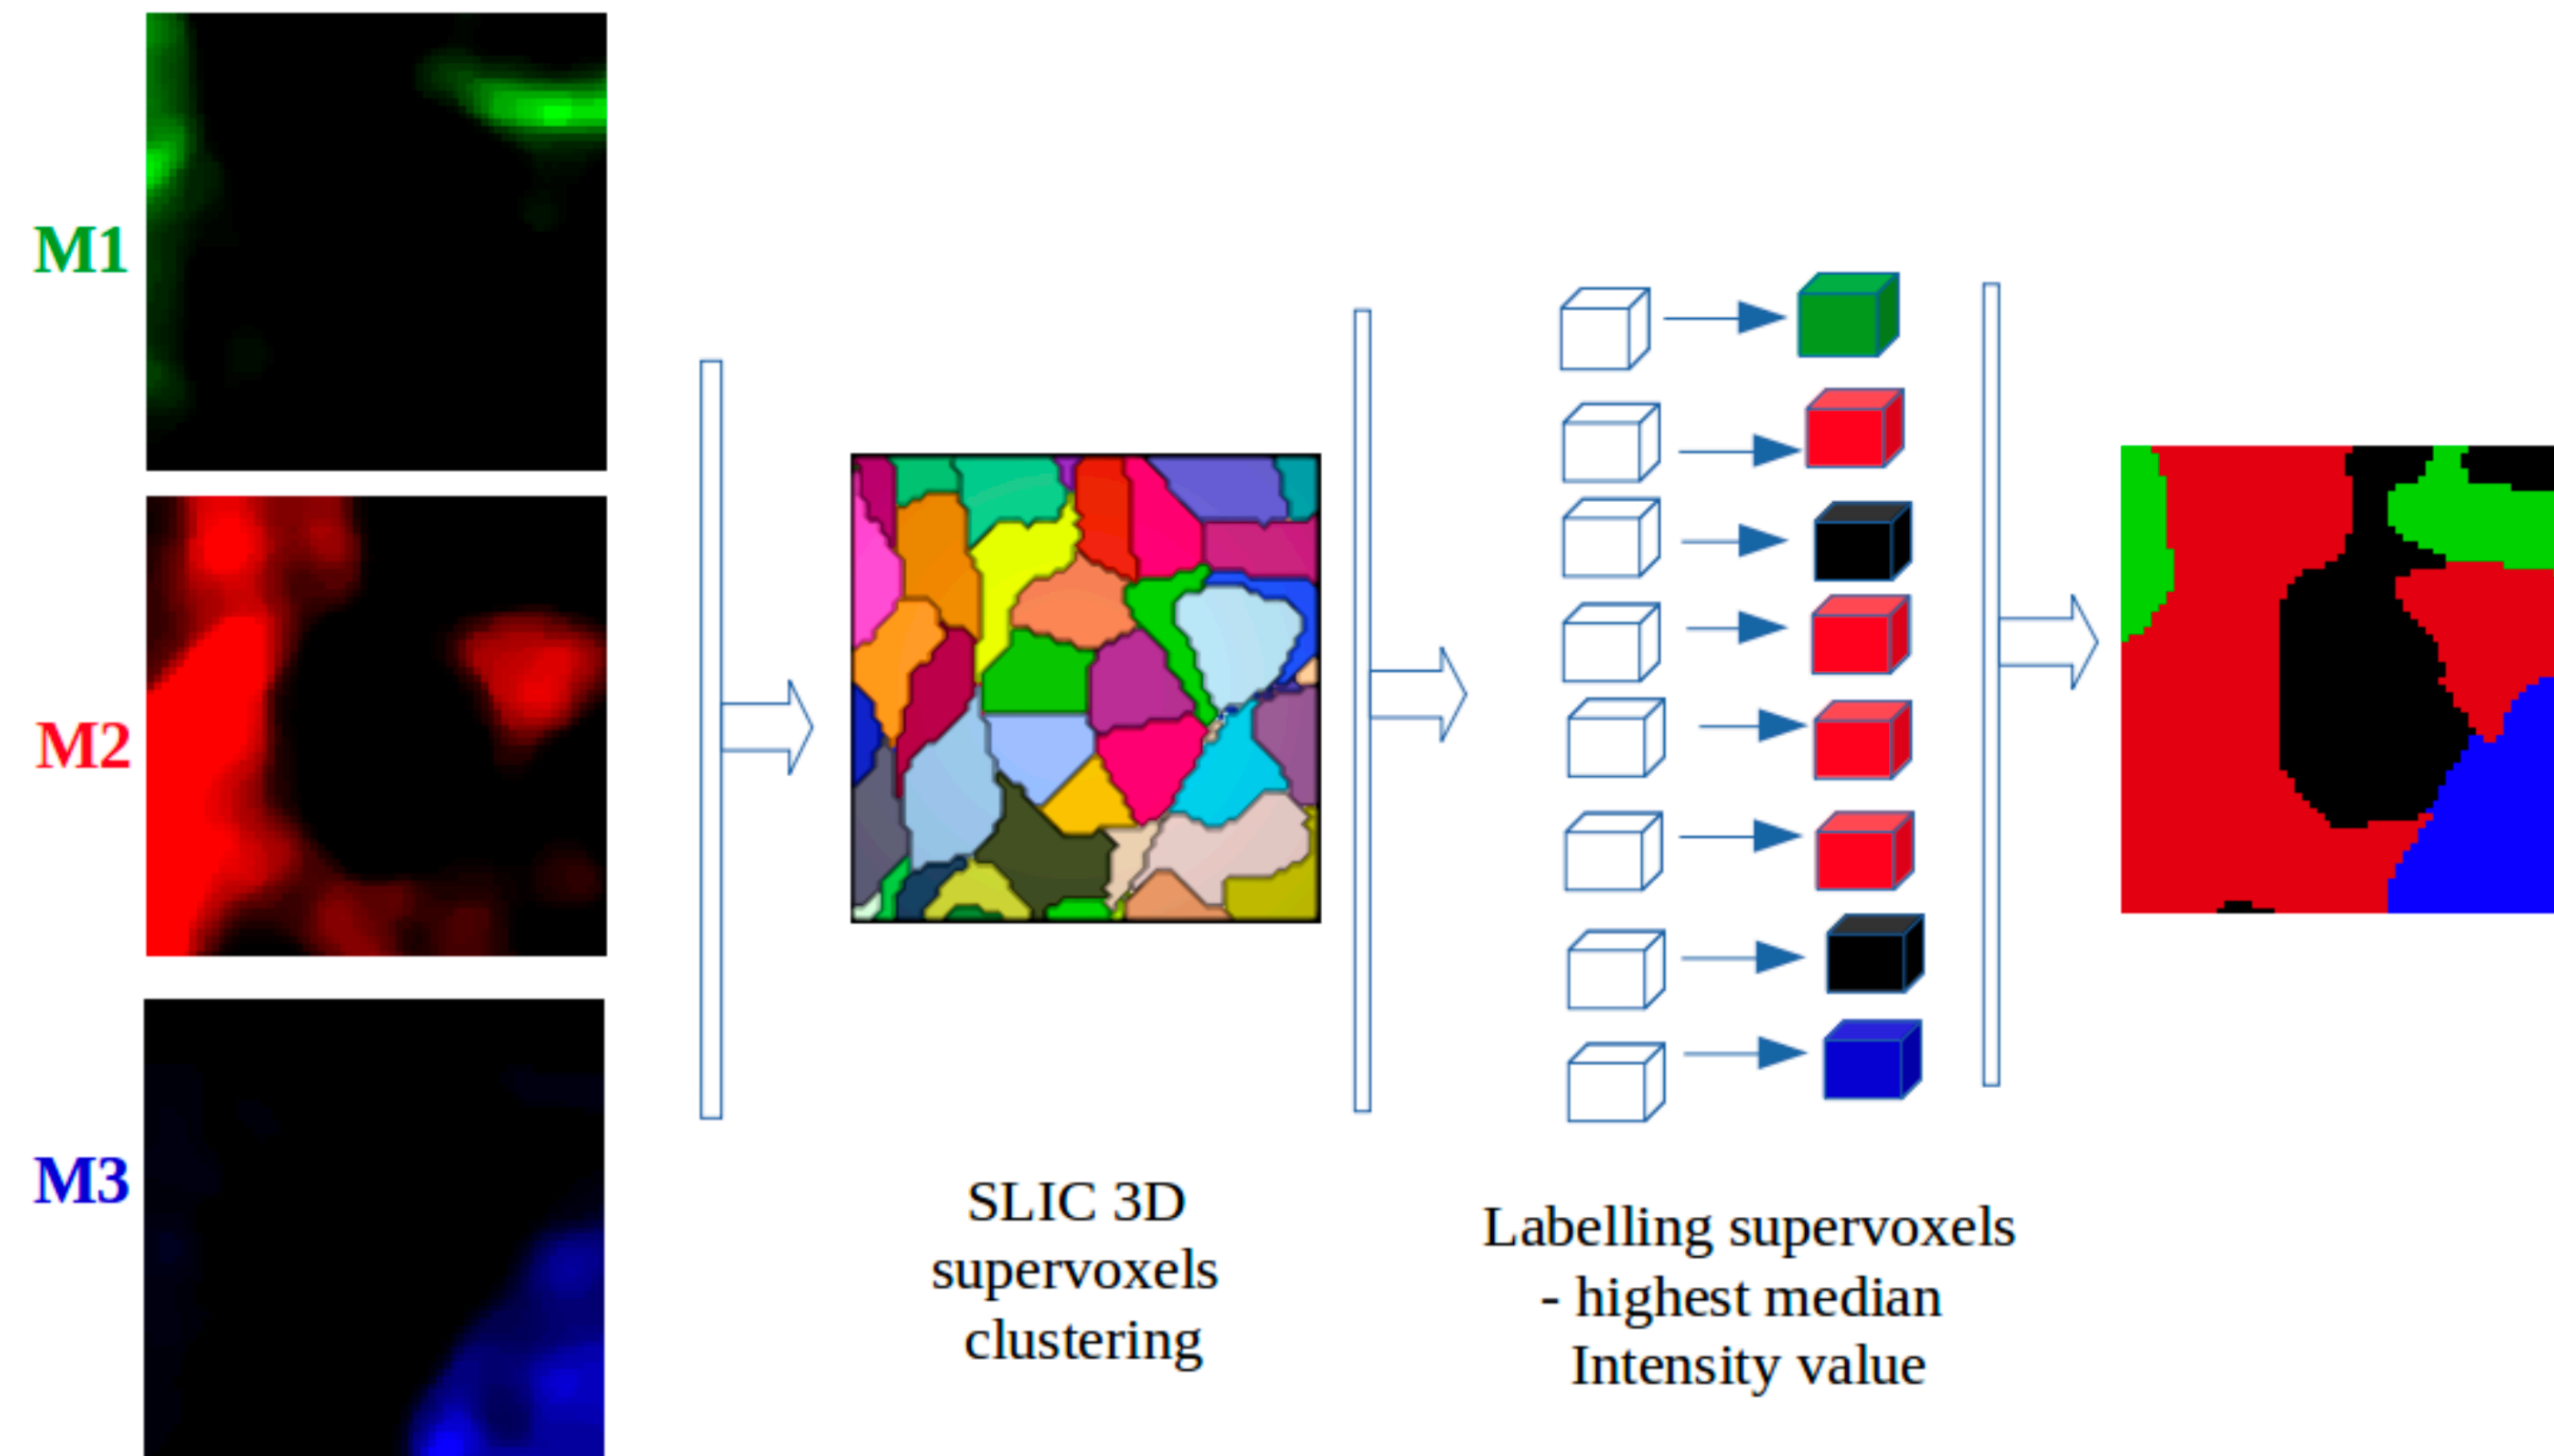 M1
M2
M3
SLIC 3D
supervoxels
clustering
Labelling supervoxels
- highest median
Intensity value